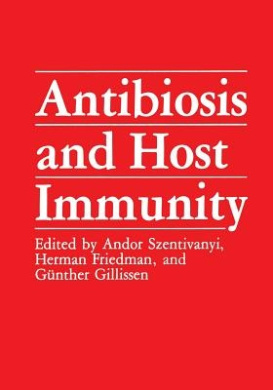 Antibiosis
and Host
Immunity
Edited by Andor Szentivanyi,
Herman Friedman, and
Günther Gillissen